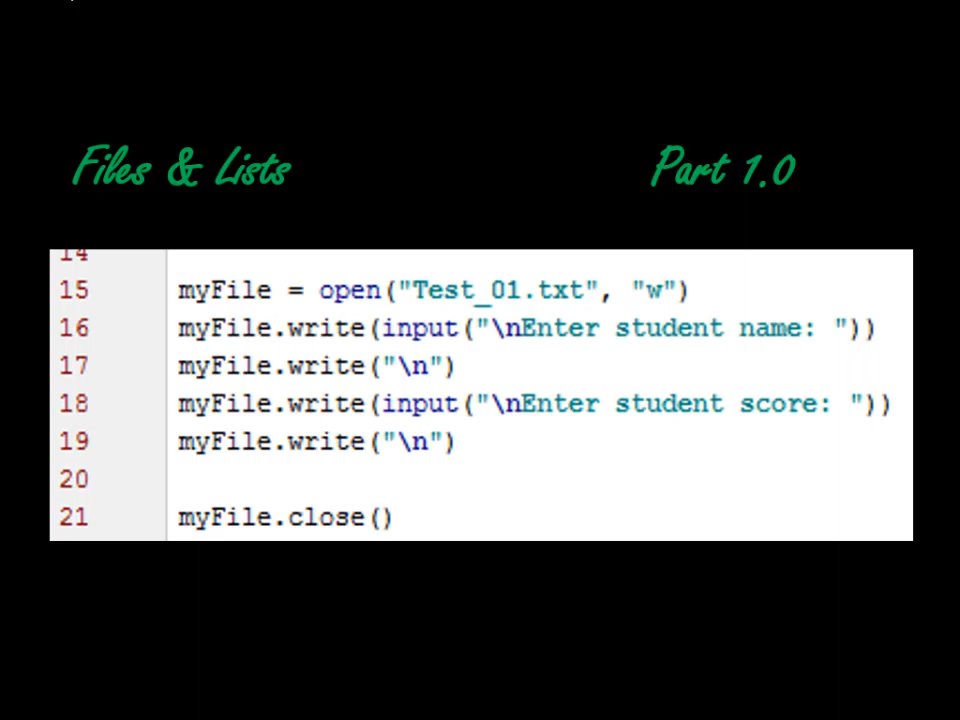 Files & Lists Part 1.0
14
15 myFile = open("Test_01.txt", "w")
16 myFile.write(input("\nEnter student name: "))
17 myFile.write("\n")
18 myFile.write(input("\nEnter student score: "))
19 myFile.write("\n")
20
21 myFile.close()